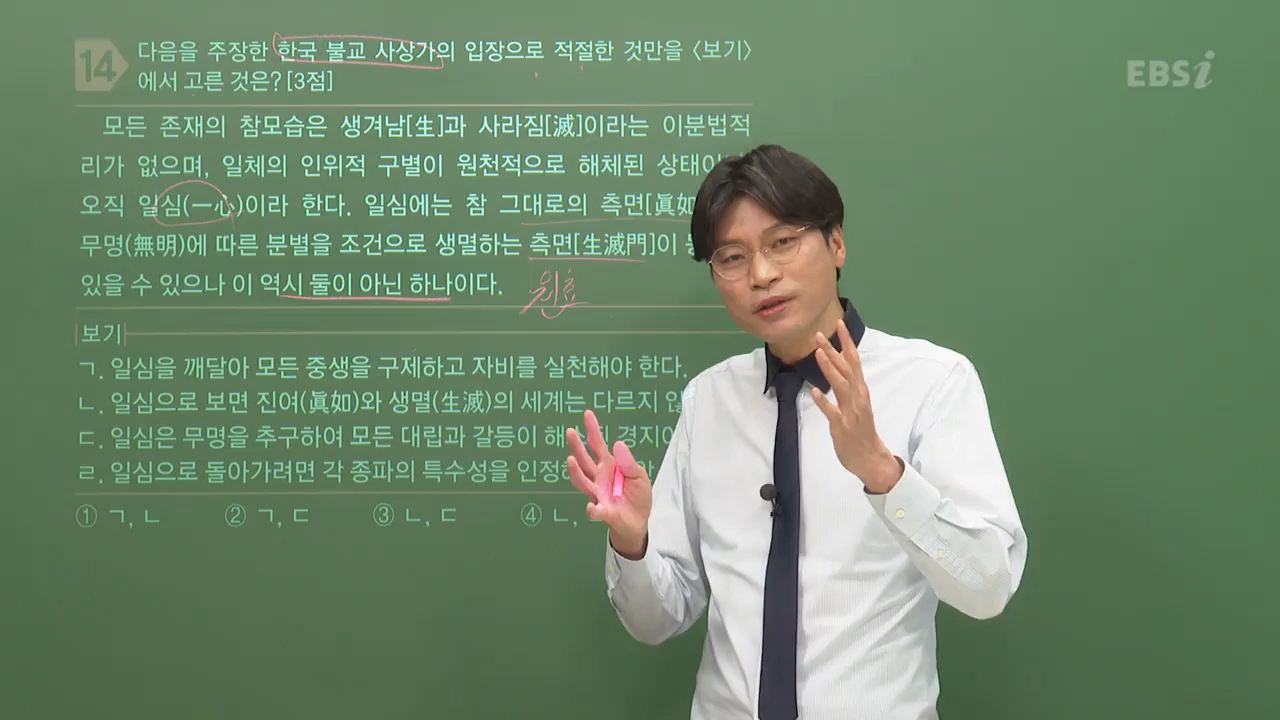 14 다음을 주장한 한국 불교 사상가의 입장으로 적절한 것만을 〈보기〉
에서 고른 것은? [3점]
EBSi
모든 존재의 참모습은 생겨남[生]과 사라짐[滅]이라는 이분법적
리가 없으며, 일체의 인위적 구별이 원천적으로 해체된
오직 일심(一心)이라 한다. 일심에는 참 그대로의 측면[眞如
무명(無明)에 따른 분별을 조건으로 생멸하는 측면[生滅門]이
있을 수 있으나 이 역시 둘이 아닌 하나이다.
원효
보기
ㄱ. 일심을 깨달아 모든 중생을 구제하고 자비를 실천해야 한다.
ㄴ. 일심으로 보면 진여(眞如)와 생멸(生滅)의 세계는 다르지
ㄷ. 일심은 무명을 추구하여 모든 대립과 갈등이
ㄹ. 일심으로 돌아가려면 각 종파의 특수성을
① ㄱ, ㄴ ② ㄱ, ㄷ ③ ㄴ, ㄷ ④ ㄴ,